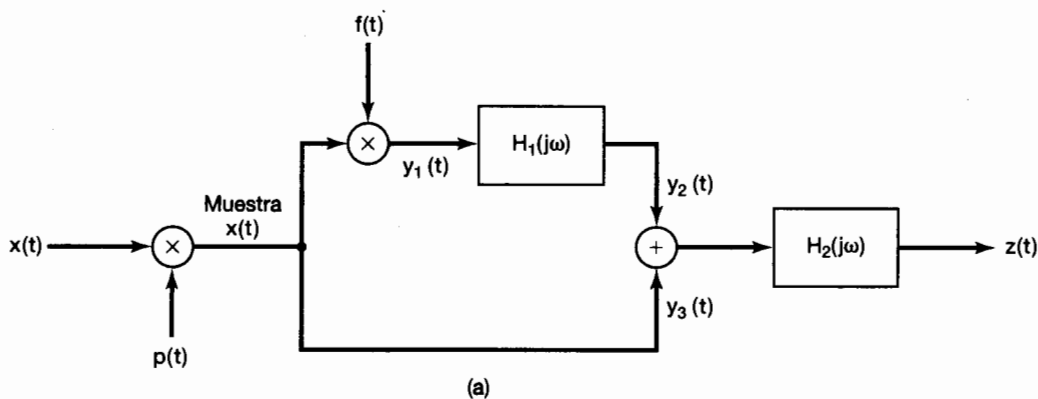 f(t)
×
y₁(t)
H₁(jω)
y₂(t)
Muestra
x(t)
x(t)
×
+
H₂(jω)
z(t)
y₃(t)
p(t)
(a)